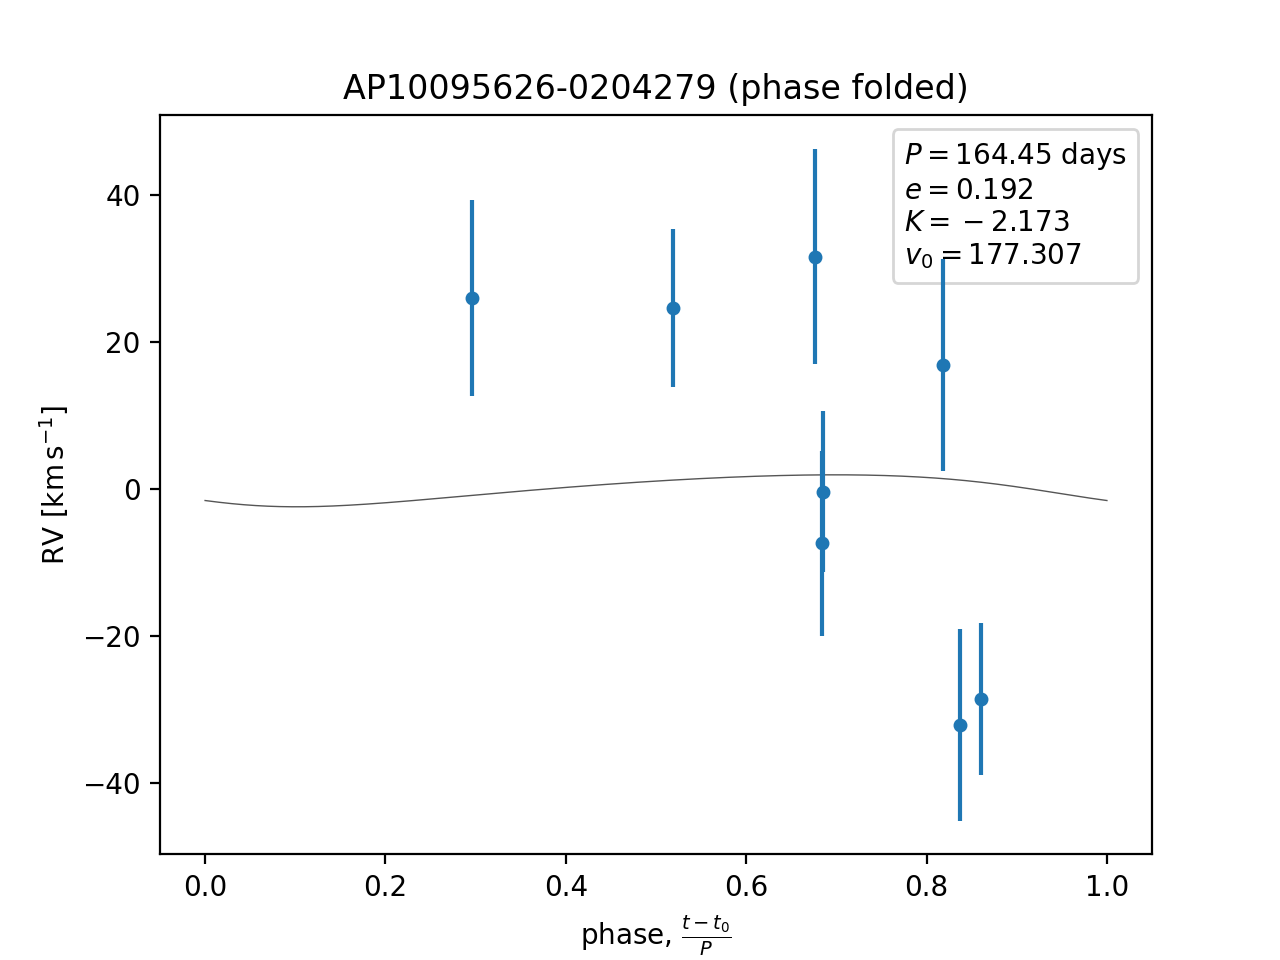 AP10095626-0204279 (phase folded)
P = 164.45 days
e = 0.192
K = − 2.173
v₀ = 177.307
RV [km s⁻¹]
40
20
0
−20
−40
0.0 0.2 0.4 0.6 0.8 1.0
phase, (t − t₀)/P